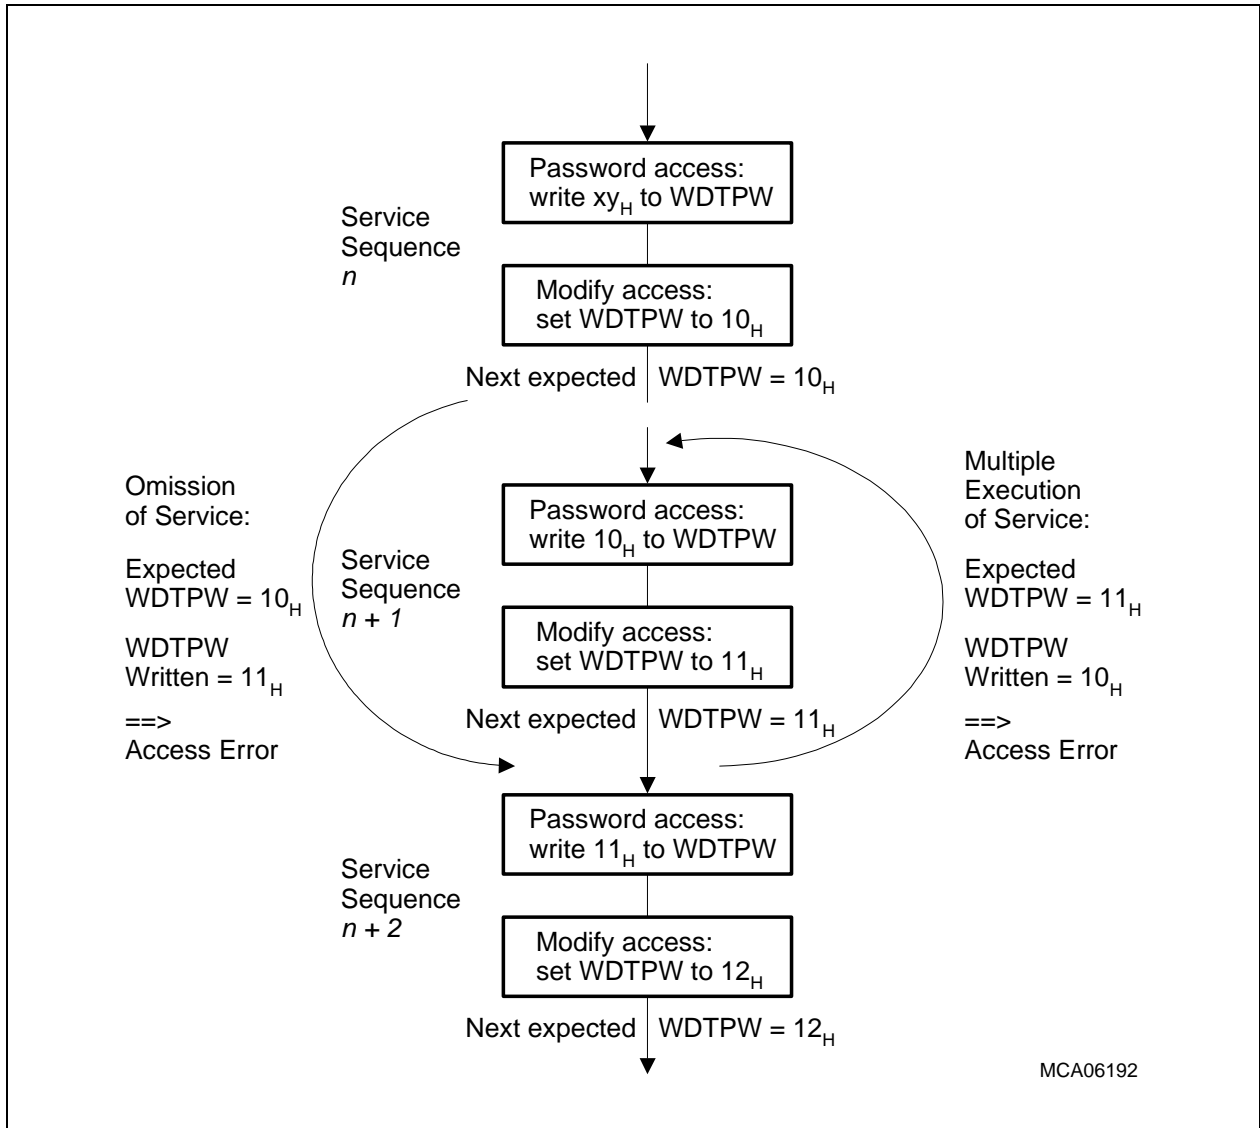 Password access:
write xyH to WDTPW
Service
Sequence
n
Modify access:
set WDTPW to 10H
Next expected WDTPW = 10H
Omission
of Service:
Expected
WDTPW = 10H
WDTPW
Written = 11H
==>
Access Error
Password access:
write 10H to WDTPW
Service
Sequence
n + 1
Modify access:
set WDTPW to 11H
Next expected WDTPW = 11H
Multiple
Execution
of Service:
Expected
WDTPW = 11H
WDTPW
Written = 10H
==>
Access Error
Password access:
write 11H to WDTPW
Service
Sequence
n + 2
Modify access:
set WDTPW to 12H
Next expected WDTPW = 12H
MCA06192